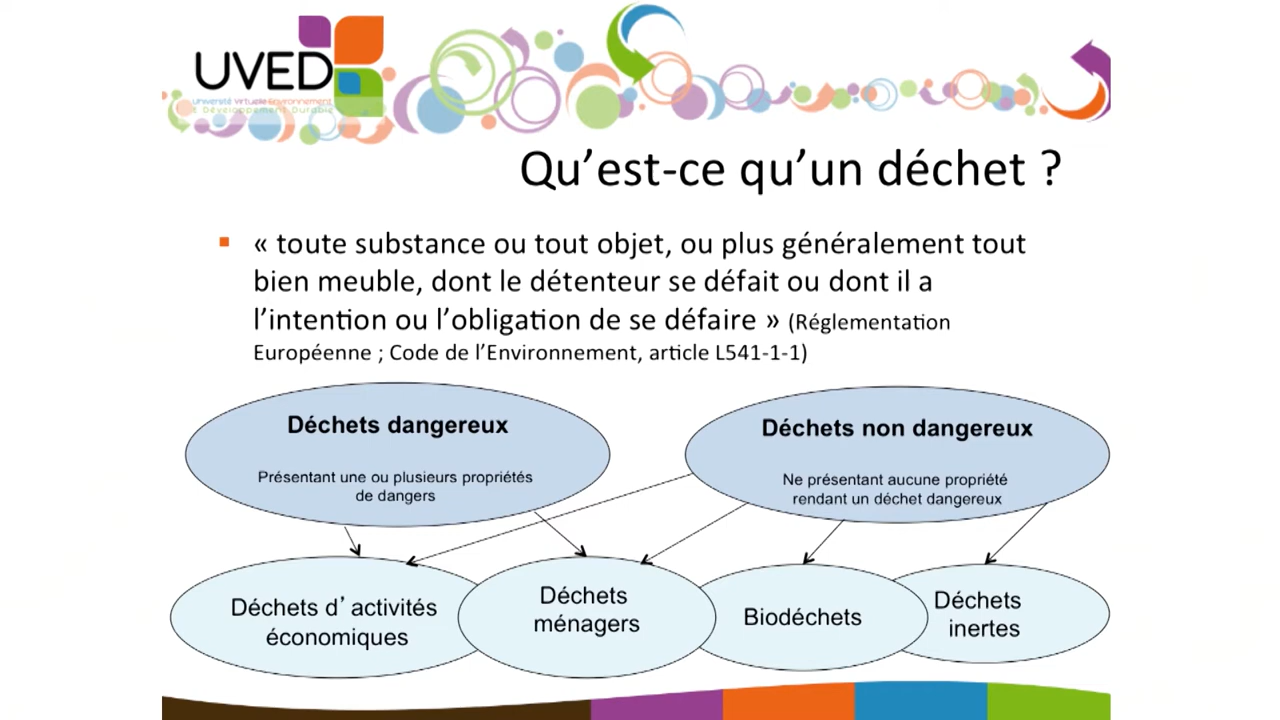 UVED
Université Virtuelle Environnement
& Développement Durable
Qu’est-ce qu’un déchet ?
« toute substance ou tout objet, ou plus généralement tout
bien meuble, dont le détenteur se défait ou dont il a
l’intention ou l’obligation de se défaire » (Réglementation
Européenne ; Code de l’Environnement, article L541-1-1)
Déchets dangereux
Présentant une ou plusieurs propriétés
de dangers
Déchets non dangereux
Ne présentant aucune propriété
rendant un déchet dangereux
Déchets d’activités
économiques
Déchets
ménagers
Biodéchets
Déchets
inertes